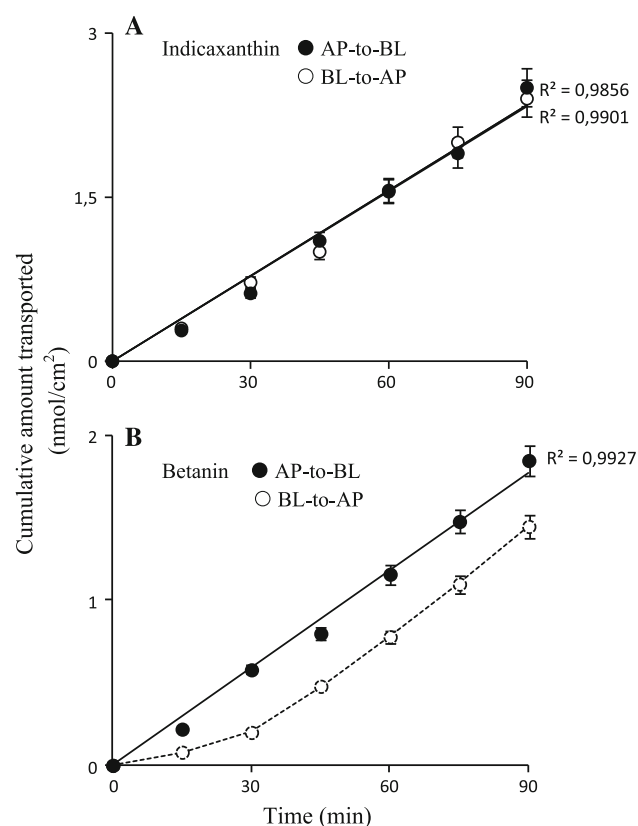 A
3
Indicaxanthin ● AP-to-BL
○ BL-to-AP
R² = 0,9856
R² = 0,9901
1,5
0
0 30 60 90
Cumulative amount transported
(nmol/cm²)
B
2
Betanin ● AP-to-BL
○ BL-to-AP
R² = 0,9927
1
0
0 30 60 90
Time (min)